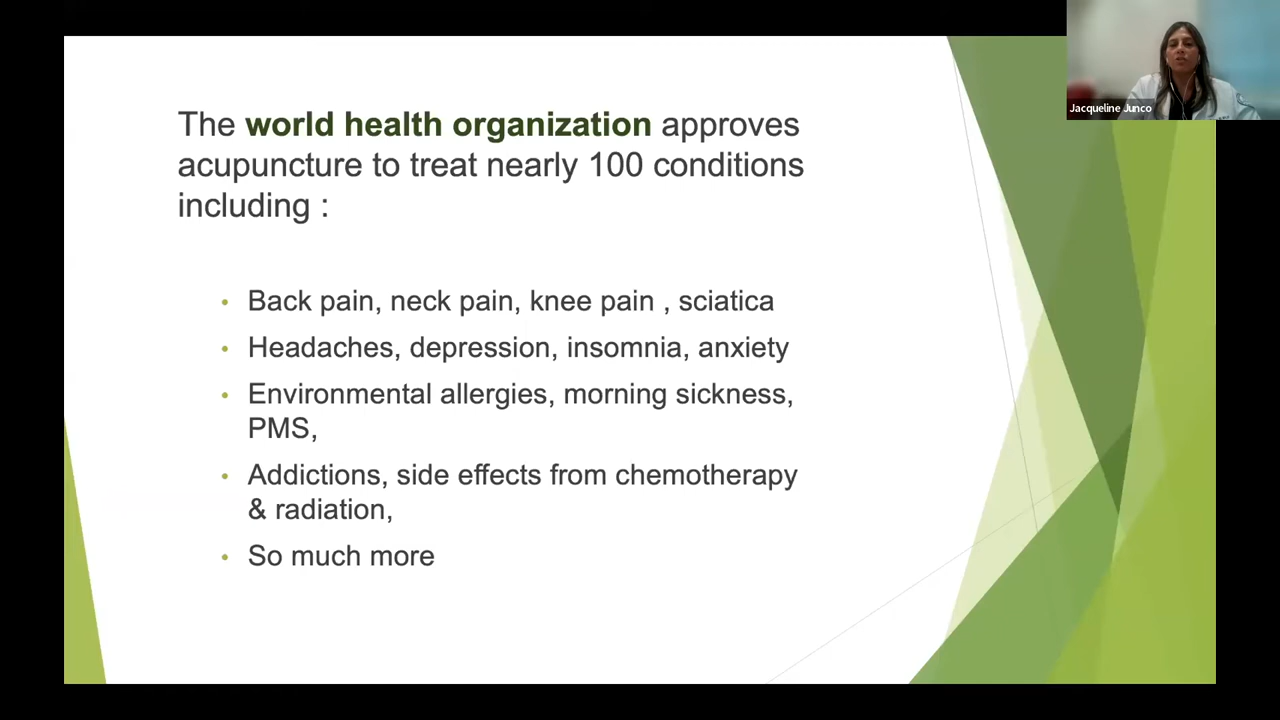 The world health organization approves
acupuncture to treat nearly 100 conditions
including :
• Back pain, neck pain, knee pain , sciatica
• Headaches, depression, insomnia, anxiety
• Environmental allergies, morning sickness,
PMS,
• Addictions, side effects from chemotherapy
& radiation,
• So much more
Jacqueline Junco